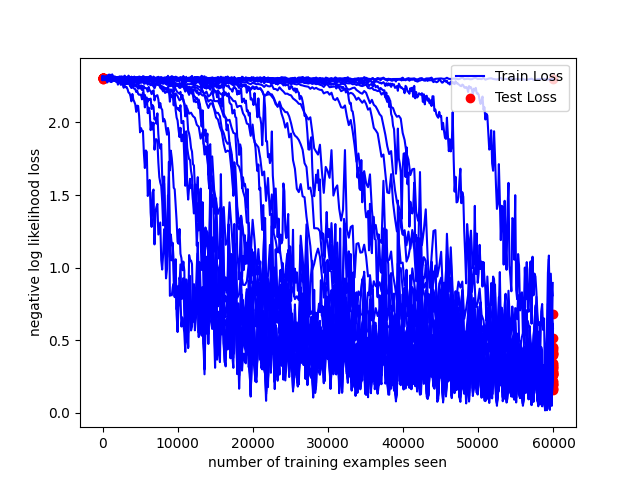 Train Loss
Test Loss
2.0
1.5
1.0
0.5
0.0
negative log likelihood loss
0 10000 20000 30000 40000 50000 60000
number of training examples seen